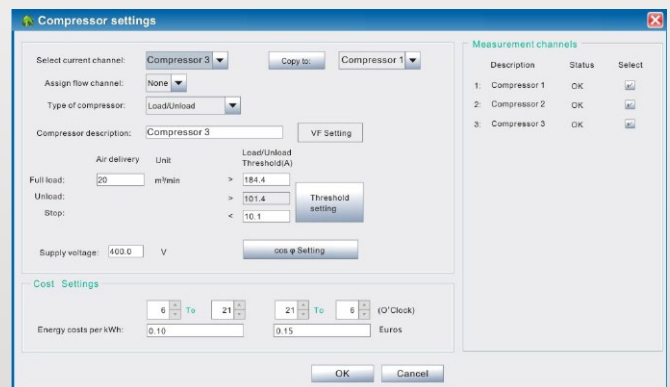 Compressor settings
Select current channel: Compressor 3 Copy to: Compressor 1
Assign flow channel: None
Type of compressor: Load/Unload
Compressor description: Compressor 3 VF Setting
Air delivery Unit Load/Unload Threshold(A)
Full load: 20 m³/min > 184.4
Unload: > 101.4 Threshold setting
Stop: < 10.1
Supply voltage: 400.0 V cos φ Setting
Cost Settings
6 To 21 21 To 6 (O'Clock)
Energy costs per kWh: 0.10 0.15 Euros
OK Cancel
Measurement channels
Description Status Select
1: Compressor 1 OK
2: Compressor 2 OK
3: Compressor 3 OK